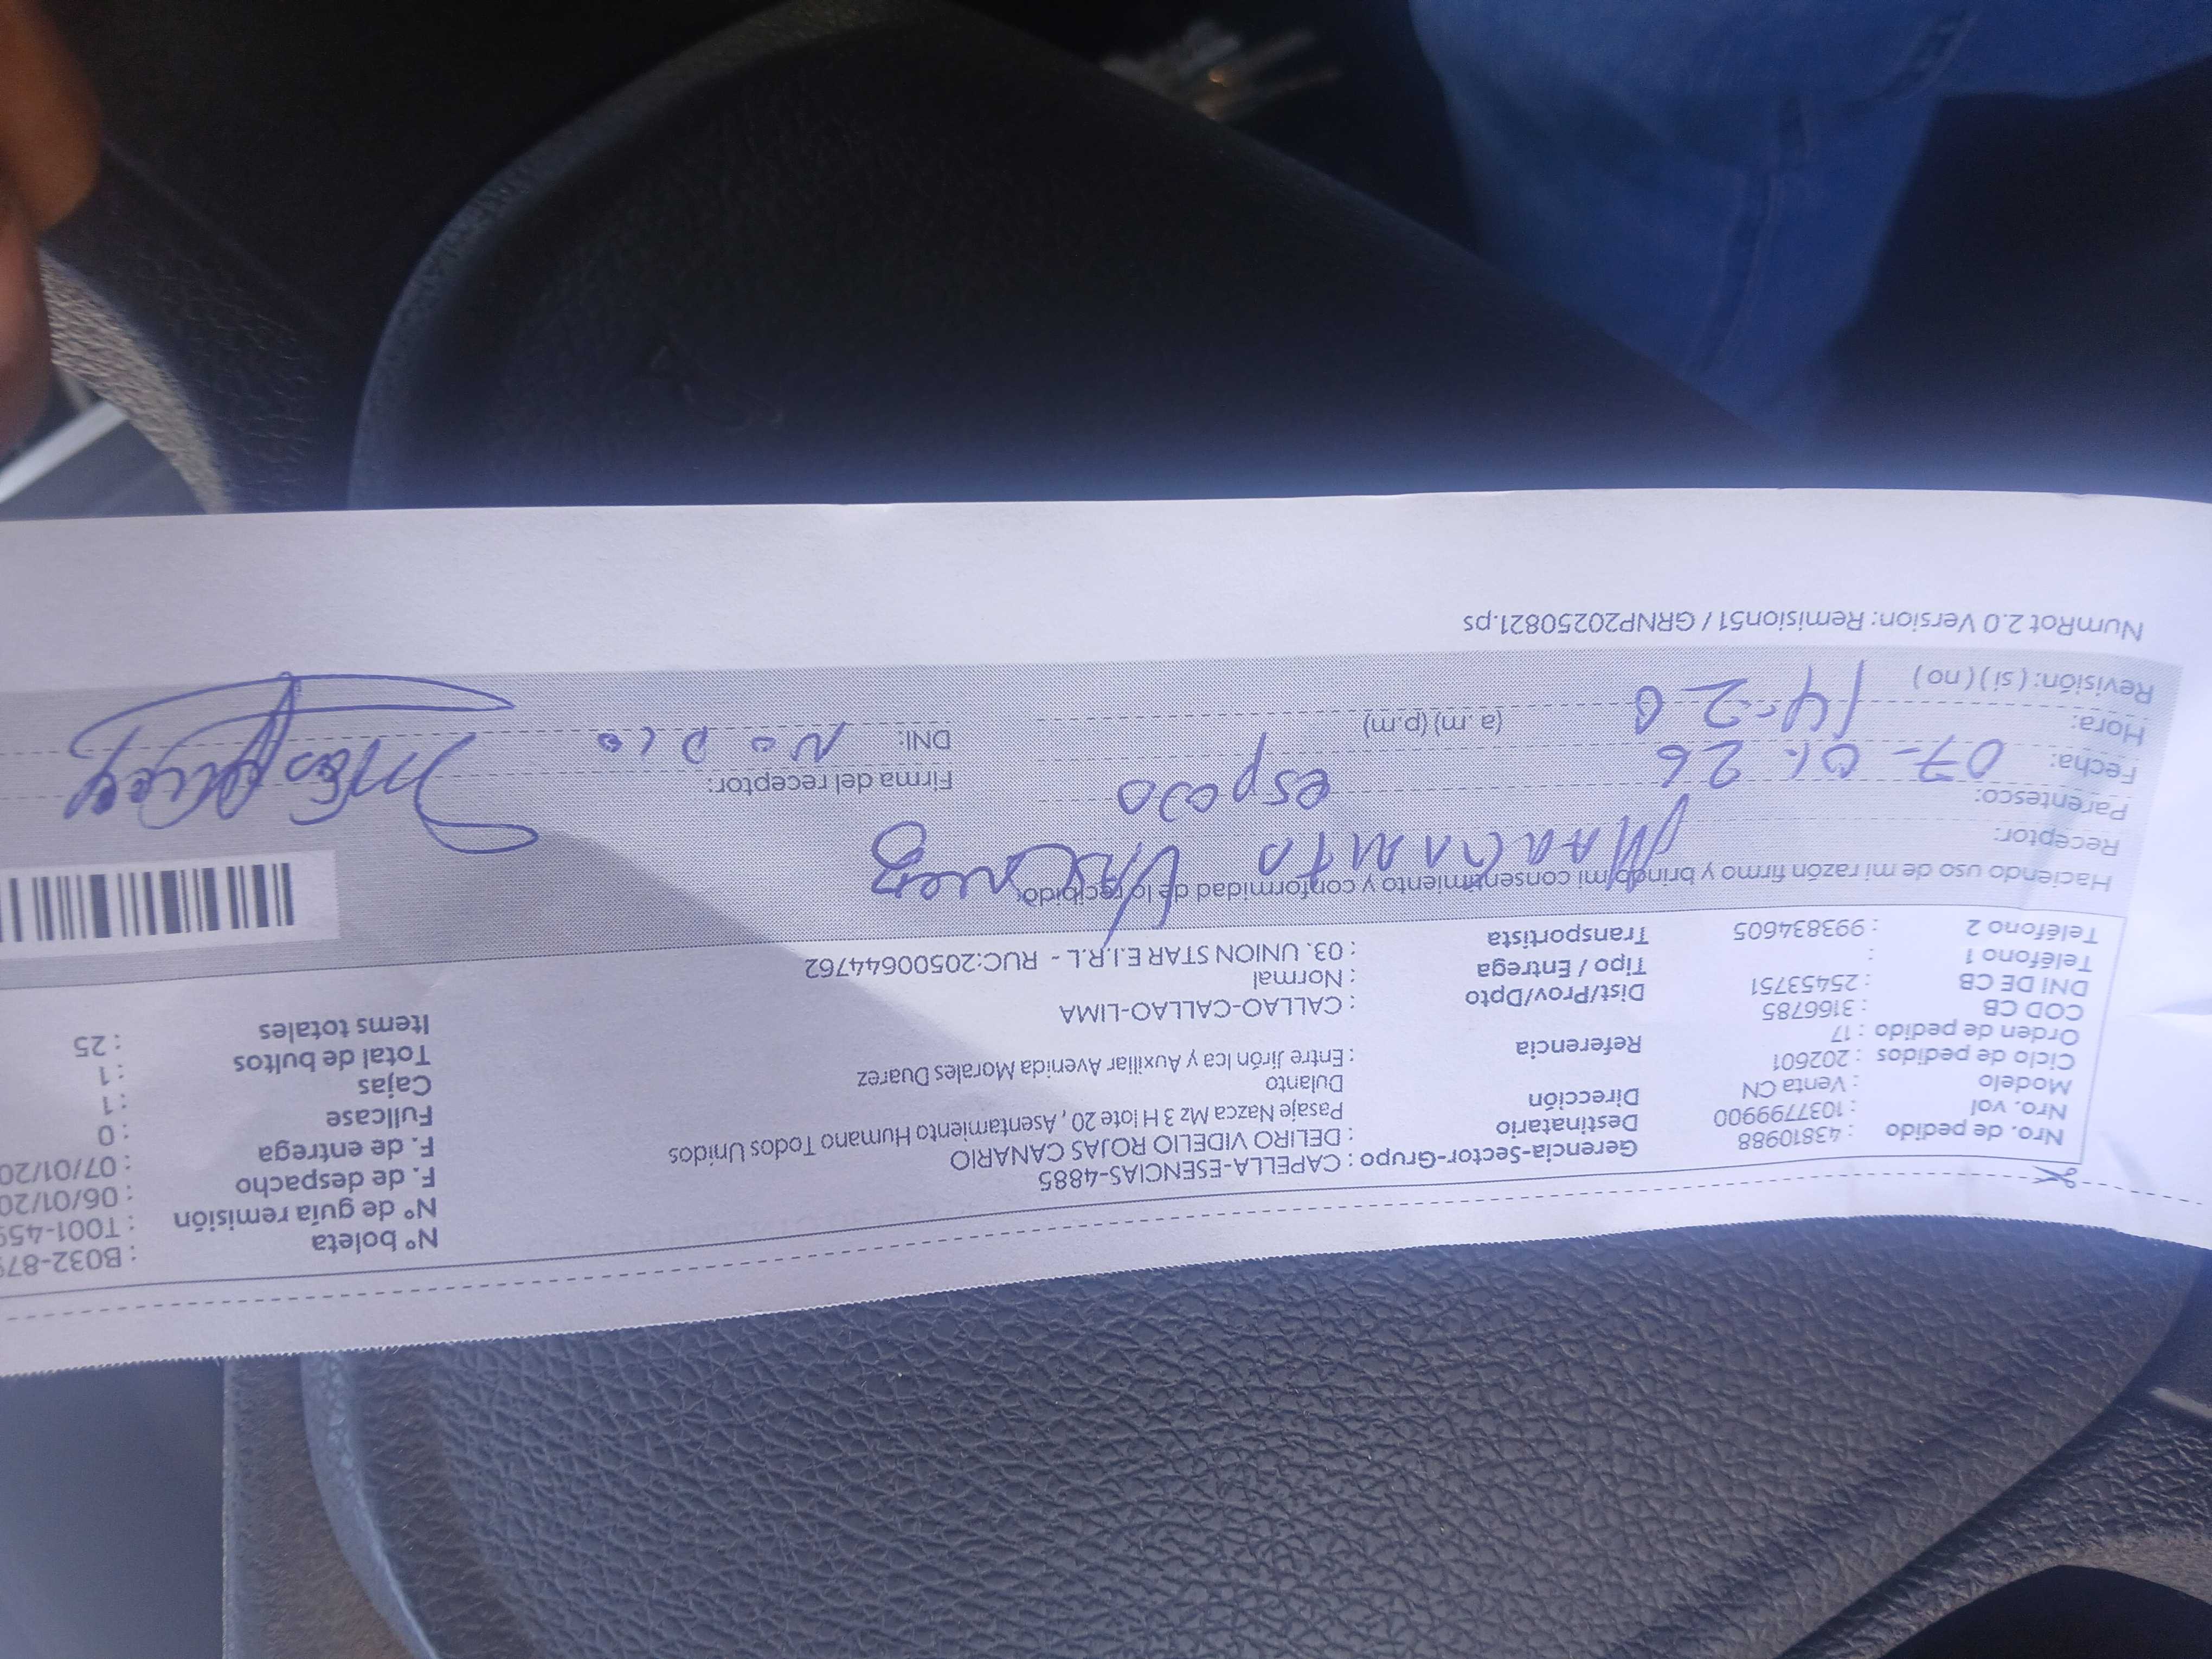 Nro. de pedido : 43810988
Nro. vol : 1037799900
Modelo : Venta CN
Ciclo de pedidos : 202601
Orden de pedido : 17
COD CB : 3166785
DNI DE CB : 25453751
Teléfono 1 :
Teléfono 2 : 993834605
Gerencia-Sector-Grupo : CAPELLA-ESENCIAS-4885
Destinatario : DELIRO VIDELIO ROJAS CANARIO
Dirección Pasaje Nazca Mz 3 H lote 20 , Asentamiento Humano Todos Unidos
Dulanto
Referencia : Entre Jirón Ica y Auxiliar Avenida Morales Duarez
Dist/Prov/Dpto : CALLAO-CALLAO-LIMA
Tipo / Entrega : Normal
Transportista : 03. UNION STAR E.I.R.L - RUC:20500644762
N° boleta : B032-879
N° de guía remisión : T001-459
F. de despacho : 06/01/20
F. de entrega : 07/01/20
Fullcase : 0
Cajas : 1
Total de bultos : 1
Items totales : 25
Haciendo uso de mi razón firmo y brindo mi consentimiento y conformidad de lo recibido.
Receptor:
Parentesco: esposo
Fecha: 07-01-26
Hora: 14:20 (a.m) (p.m)
Revisión: ( si ) ( no )
Firma del receptor:
DNI: No Dio
NumRot 2.0 Version: Remision51 / GRNP20250821.ps